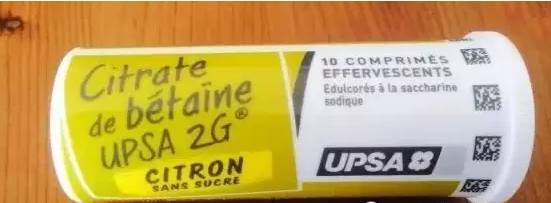 Citrate
de bétaïne
UPSA 2G®
CITRON
SANS SUCRE
10 COMPRIMÉS
EFFERVESCENTS
Edulcorés à la saccharine
sodique
UPSA